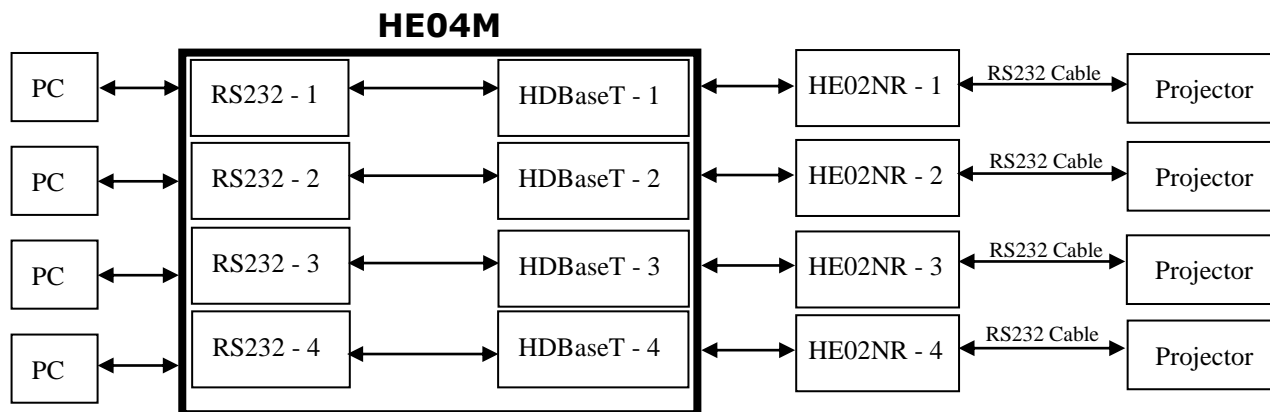 HE04M
PC
RS232 - 1
HDBaseT - 1
HE02NR - 1
RS232 Cable
Projector
PC
RS232 - 2
HDBaseT - 2
HE02NR - 2
RS232 Cable
Projector
PC
RS232 - 3
HDBaseT - 3
HE02NR - 3
RS232 Cable
Projector
PC
RS232 - 4
HDBaseT - 4
HE02NR - 4
RS232 Cable
Projector